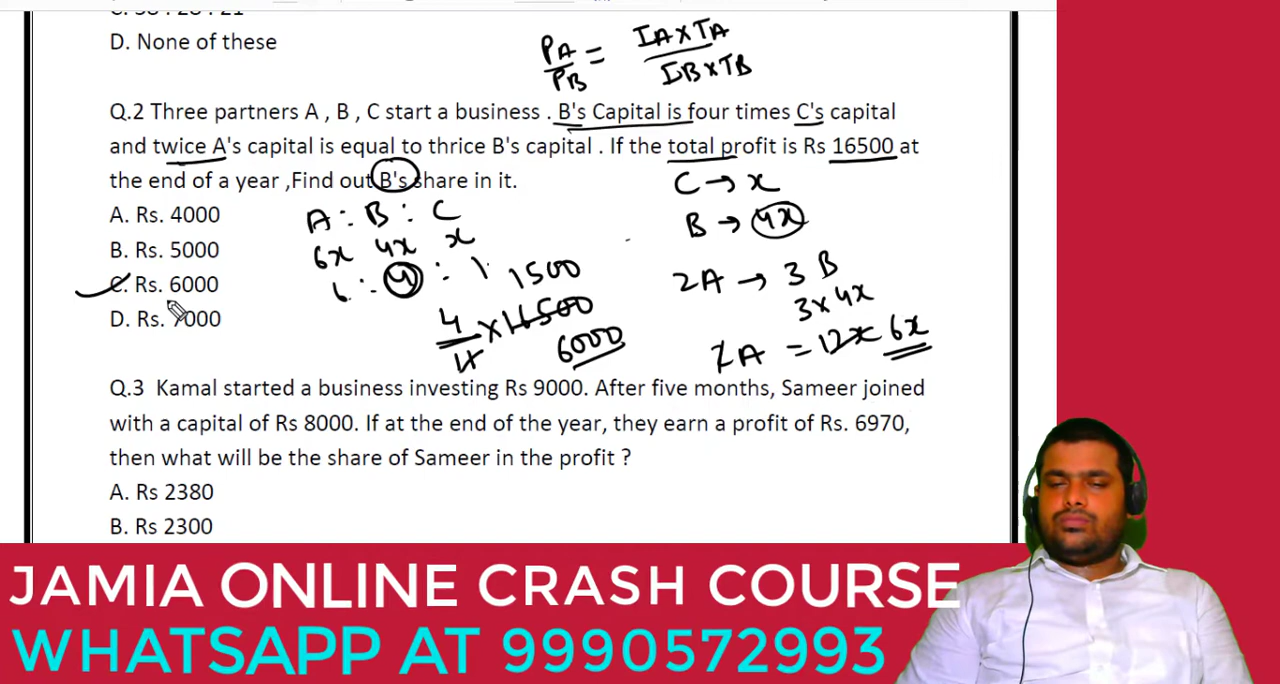 D. None of these
PA/PB = IA×TA/IB×TB
Q.2 Three partners A , B , C start a business . B's Capital is four times C's capital
and twice A's capital is equal to thrice B's capital . If the total profit is Rs 16500 at
the end of a year ,Find out B's share in it.
A. Rs. 4000
B. Rs. 5000
C. Rs. 6000
D. Rs. 7000
A : B : C
6x 4x x
6 : 4 : 1
1500
4/11 × 16500
6000
C → x
B → 4x
2A → 3 B
3 × 4x
2A = 12x 6x
Q.3 Kamal started a business investing Rs 9000. After five months, Sameer joined
with a capital of Rs 8000. If at the end of the year, they earn a profit of Rs. 6970,
then what will be the share of Sameer in the profit ?
A. Rs 2380
B. Rs 2300
JAMIA ONLINE CRASH COURSE
WHATSAPP AT 9990572993